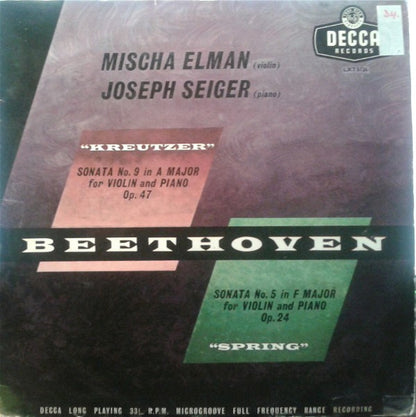 DECCA
RECORDS
MISCHA ELMAN (violin)
JOSEPH SEIGER (piano)
"KREUTZER"
SONATA No. 9 in A MAJOR
for VIOLIN and PIANO
Op. 47
BEETHOVEN
SONATA No. 5 in F MAJOR
for VIOLIN and PIANO
Op. 24
"SPRING"
DECCA LONG PLAYING 33⅓ R.P.M. MICROGROOVE FULL FREQUENCY RANGE RECORDING